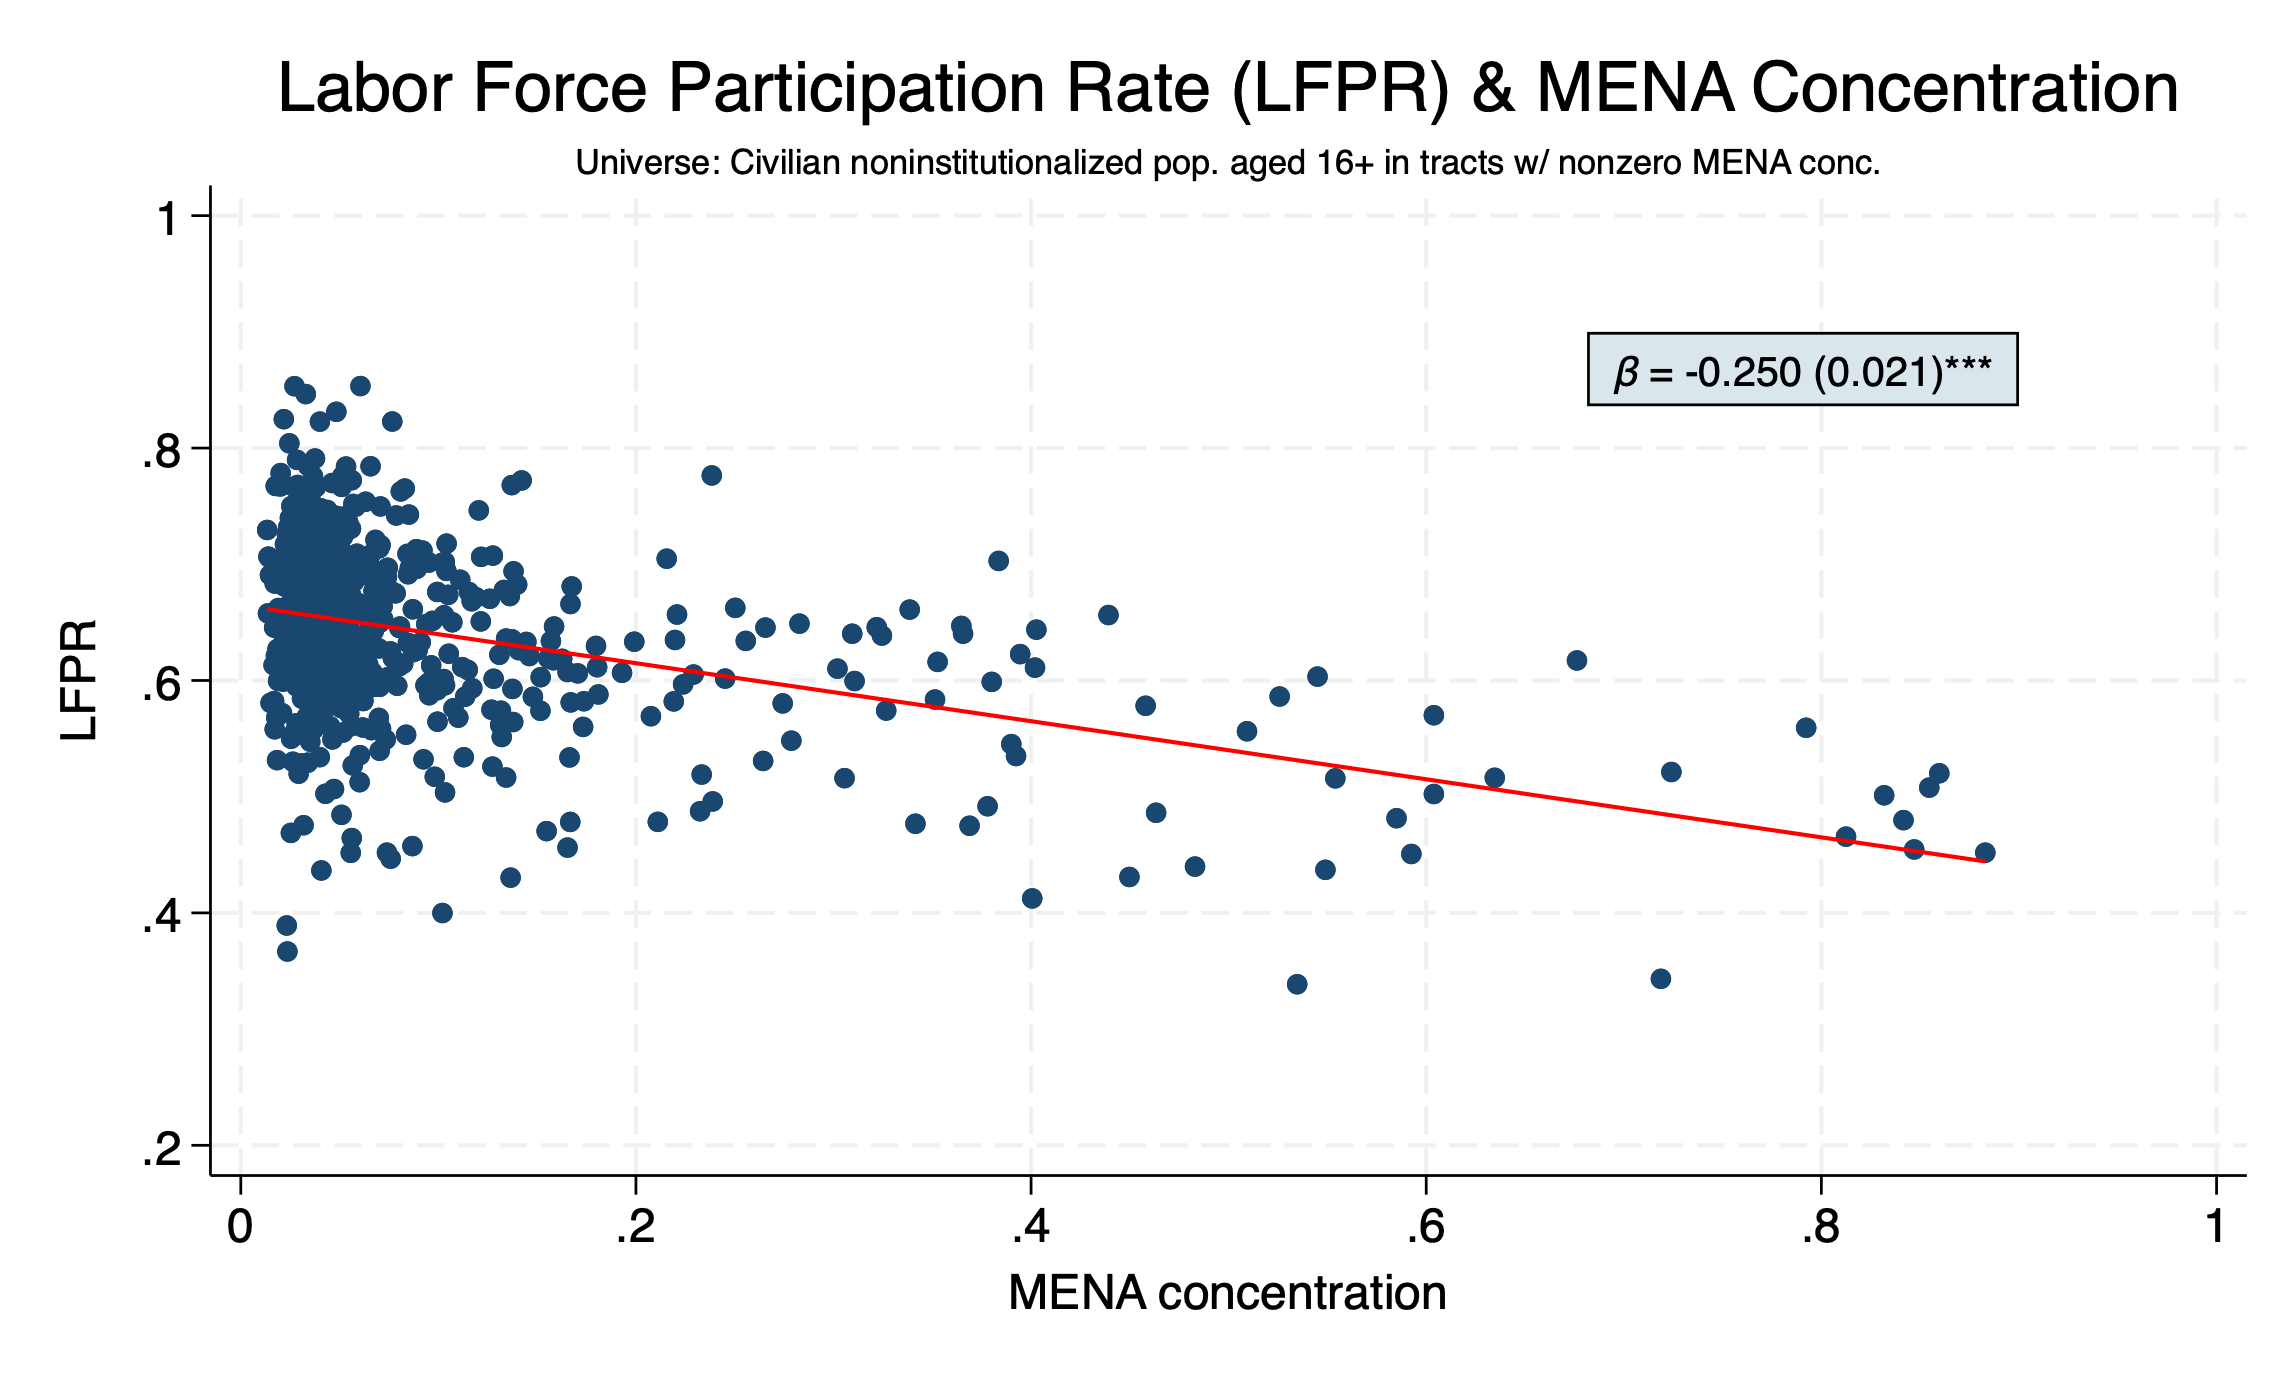 Labor Force Participation Rate (LFPR) & MENA Concentration
Universe: Civilian noninstitutionalized pop. aged 16+ in tracts w/ nonzero MENA conc.
1
.8
.6
.4
.2
LFPR
β = -0.250 (0.021)***
0 .2 .4 .6 .8 1
MENA concentration